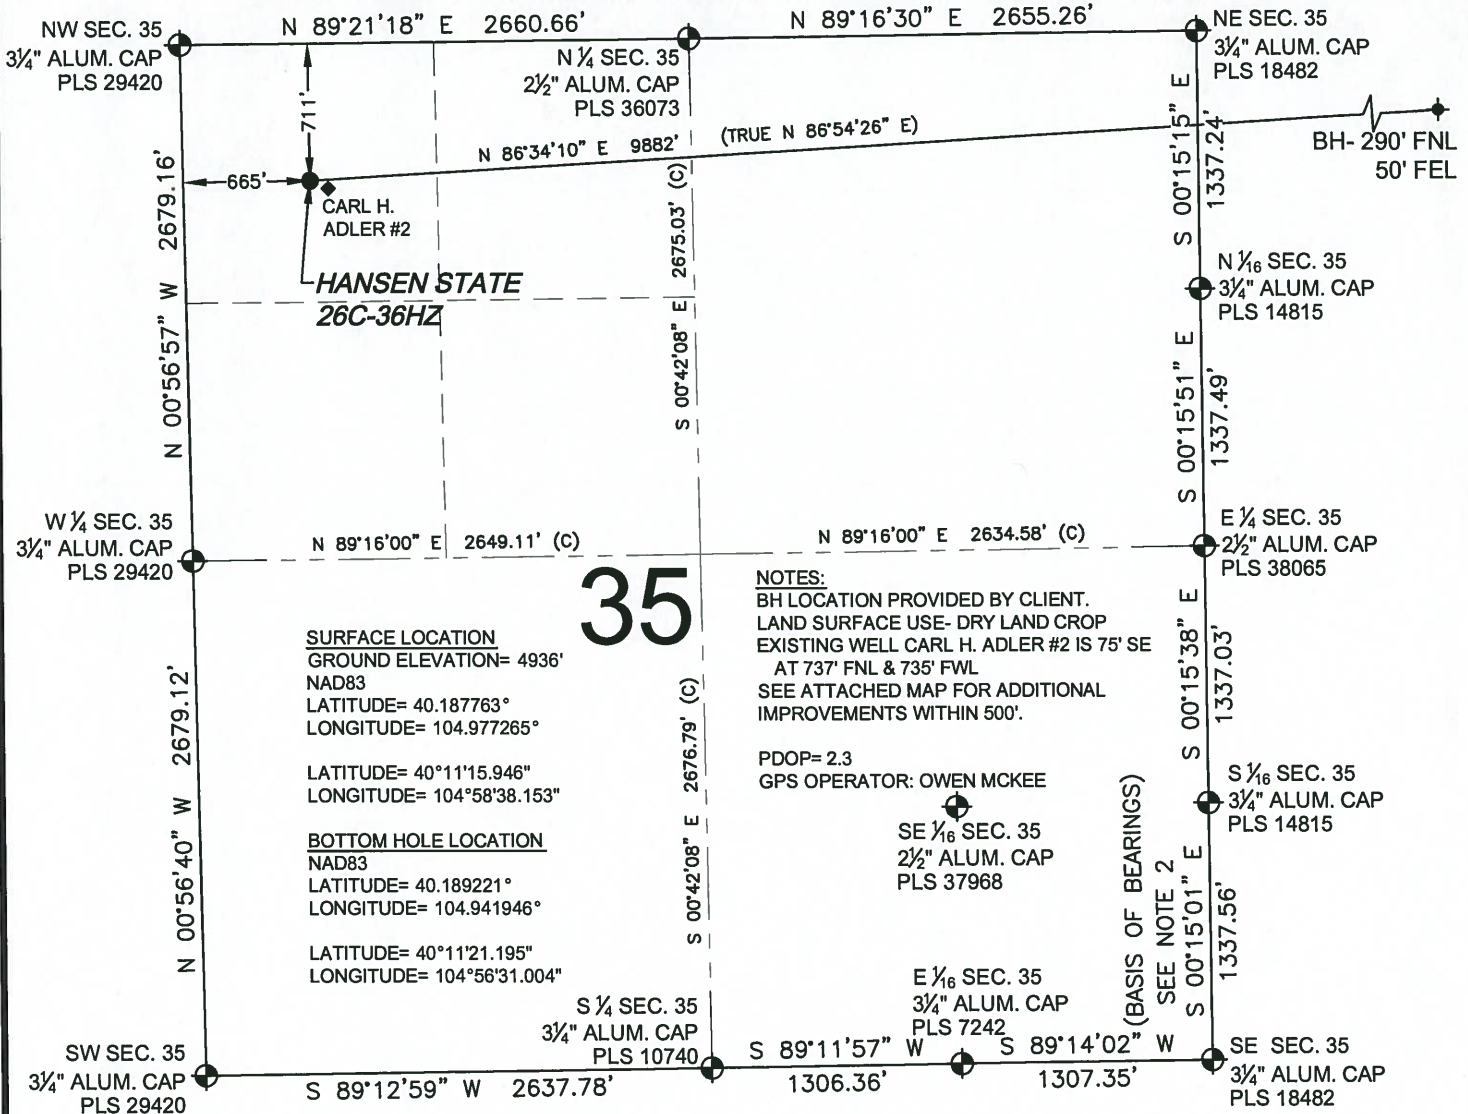 N 89°21'18" E 2660.66'
N 89°16'30" E 2655.26'
NW SEC. 35
3¼" ALUM. CAP
PLS 29420
N ¼ SEC. 35
2½" ALUM. CAP
PLS 36073
NE SEC. 35
3¼" ALUM. CAP
PLS 18482
711'
665'
N 86°34'10" E 9882'
(TRUE N 86°54'26" E)
BH- 290' FNL
50' FEL
CARL H.
ADLER #2
HANSEN STATE
26C-36HZ
N 00°56'57" W 2679.16'
S 00°42'08" E 2675.03' (C)
S 00°15'15" E
1337.24'
N 1⁄16 SEC. 35
3¼" ALUM. CAP
PLS 14815
S 00°15'51" E
1337.49'
W ¼ SEC. 35
3¼" ALUM. CAP
PLS 29420
N 89°16'00" E 2649.11' (C)
N 89°16'00" E 2634.58' (C)
E ¼ SEC. 35
2½" ALUM. CAP
PLS 38065
35
SURFACE LOCATION
GROUND ELEVATION= 4936'
NAD83
LATITUDE= 40.187763°
LONGITUDE= 104.977265°
LATITUDE= 40°11'15.946"
LONGITUDE= 104°58'38.153"
BOTTOM HOLE LOCATION
NAD83
LATITUDE= 40.189221°
LONGITUDE= 104.941946°
LATITUDE= 40°11'21.195"
LONGITUDE= 104°56'31.004"
NOTES:
BH LOCATION PROVIDED BY CLIENT.
LAND SURFACE USE- DRY LAND CROP
EXISTING WELL CARL H. ADLER #2 IS 75' SE
AT 737' FNL & 735' FWL
SEE ATTACHED MAP FOR ADDITIONAL
IMPROVEMENTS WITHIN 500'.
PDOP= 2.3
GPS OPERATOR: OWEN MCKEE
N 00°56'40" W 2679.12'
S 00°42'08" E 2676.79' (C)
S 00°15'38" E
1337.03'
SE 1⁄16 SEC. 35
2½" ALUM. CAP
PLS 37968
S 1⁄16 SEC. 35
3¼" ALUM. CAP
PLS 14815
(BASIS OF BEARINGS)
SEE NOTE 2
S 00°15'01" E
1337.56'
SW SEC. 35
3¼" ALUM. CAP
PLS 29420
S ¼ SEC. 35
3¼" ALUM. CAP
PLS 10740
E 1⁄16 SEC. 35
3¼" ALUM. CAP
PLS 7242
SE SEC. 35
3¼" ALUM. CAP
PLS 18482
S 89°12'59" W 2637.78'
S 89°11'57" W
1306.36'
S 89°14'02" W
1307.35'